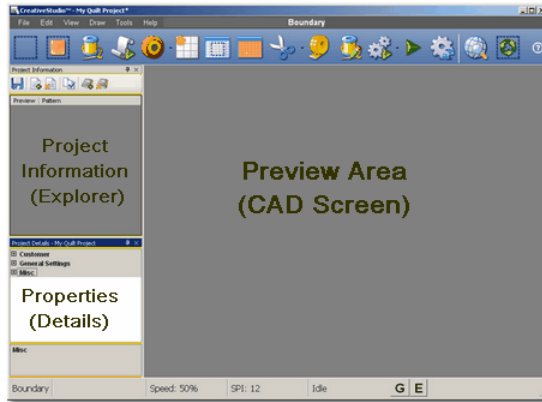 CreativeStudio™ - My Quilt Project*
File Edit View Draw Tools Help Boundary
Project Information
Preview Pattern
Project
Information
(Explorer)
Preview Area
(CAD Screen)
Project Details - My Quilt Project
Customer
General Settings
Misc
Properties
(Details)
Misc
Boundary Speed: 50% SPI: 12 Idle G E